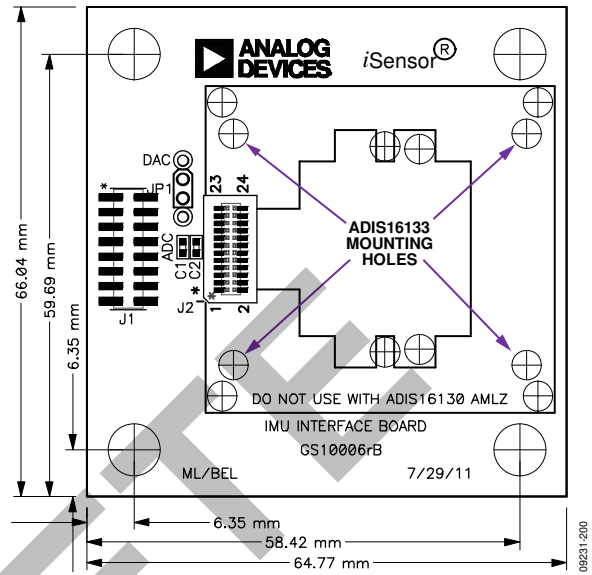 ANALOG
DEVICES
iSensor®
DAC
JP1
23 24
*
ADC
C1 C2
J1
J2
*
*
1 2
ADIS16133
MOUNTING
HOLES
66.04 mm
59.69 mm
6.35 mm
DO NOT USE WITH ADIS16130 AMLZ
IMU INTERFACE BOARD
GS10006rB
ML/BEL
7/29/11
6.35 mm
58.42 mm
64.77 mm
09231-200